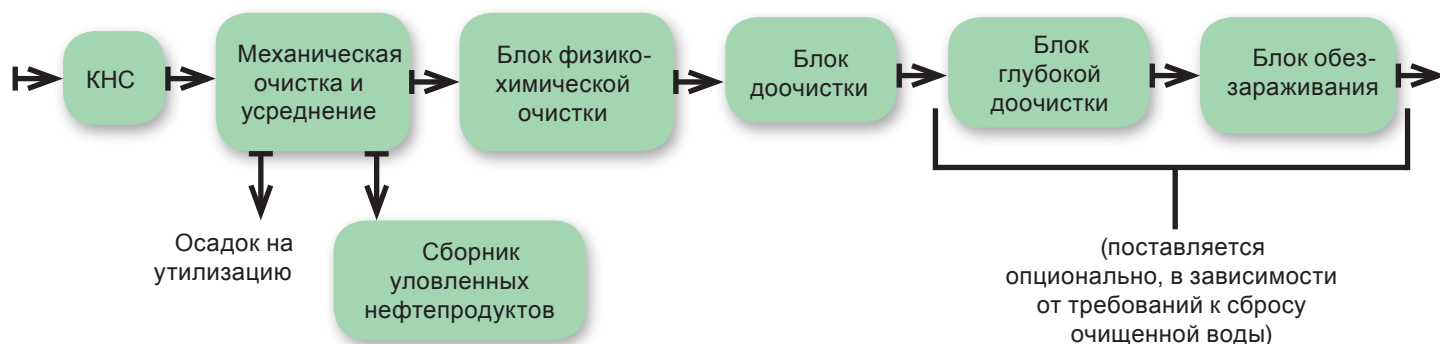 КНС
Механическая
очистка и
усреднение
Блок физико-
химической
очистки
Блок
доочистки
Блок
глубокой
доочистки
Блок обез-
зараживания
Осадок на
утилизацию
Сборник
уловленных
нефтепродуктов
(поставляется
опционально, в зависимости
от требований к сбросу
очищенной воды)